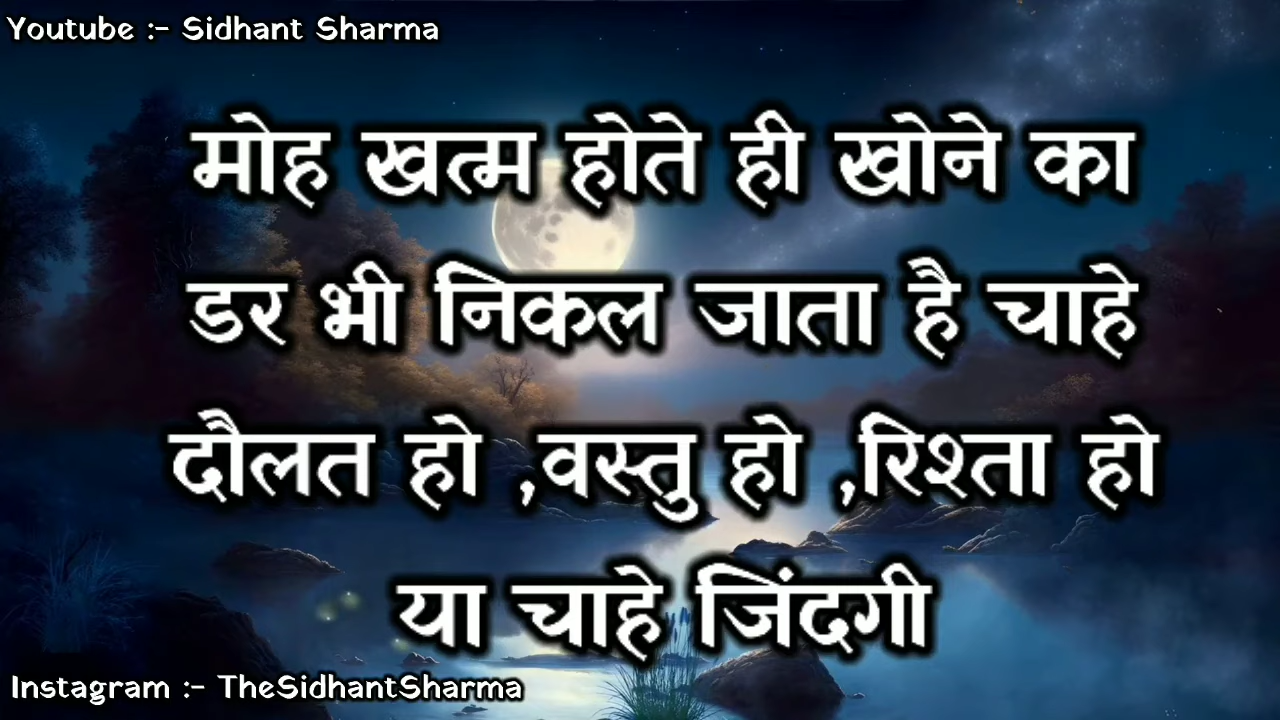 Youtube :- Sidhant Sharma
मोह खत्म होते ही खोने का
डर भी निकल जाता है चाहे
दौलत हो ,वस्तु हो ,रिश्ता हो
या चाहे जिंदगी
Instagram :- TheSidhantSharma